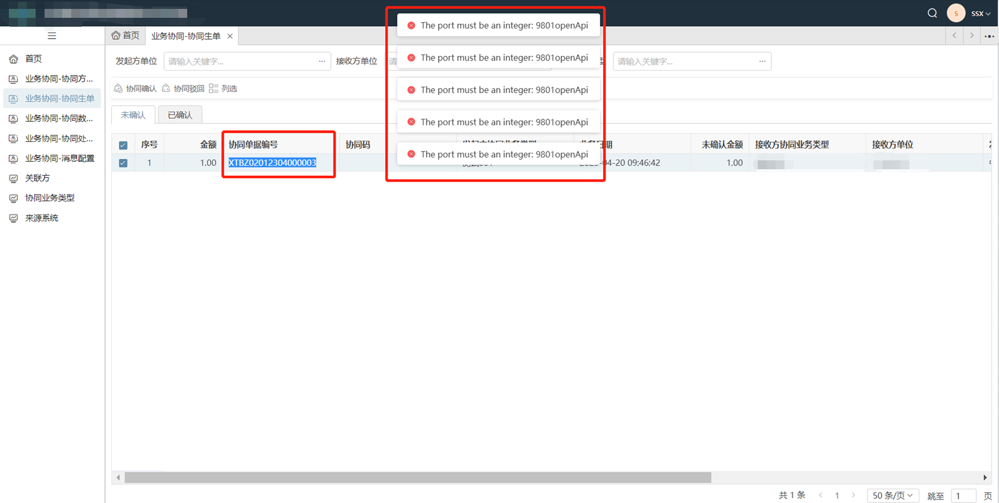 ssx
首页
业务协同-协同生单
The port must be an integer: 9801openApi
The port must be an integer: 9801openApi
The port must be an integer: 9801openApi
The port must be an integer: 9801openApi
The port must be an integer: 9801openApi
首页
业务协同-协同方...
业务协同-协同生单
业务协同-协同数...
业务协同-协同处...
业务协同-消息配置
关联方
协同业务类型
来源系统
发起方单位 请输入关键字... 接收方单位 请 型 请输入关键字...
协同确认 协同驳回 列选
未确认 已确认
序号 金额 协同单据编号 协同码 日期 未确认金额 接收方协同业务类型 接收方单位
1 1.00 XTBZ02012304000003 -04-20 09:46:42 1.00
共 1 条 1 50 条/页 跳至 1 页